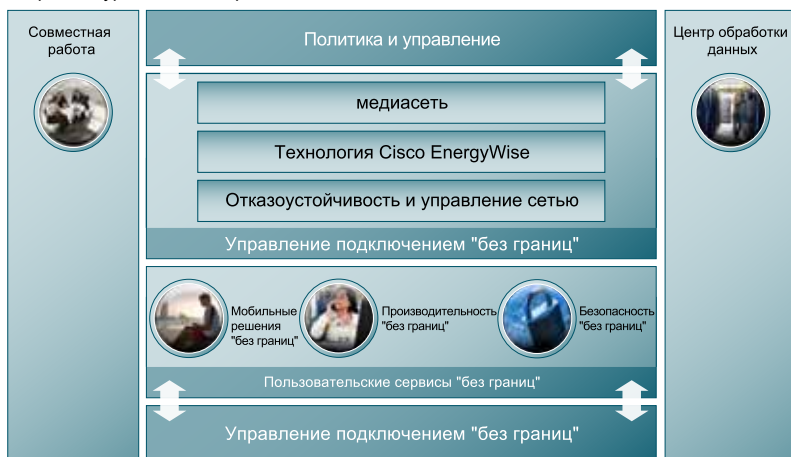 Совместная
работа
Политика и управление
Центр обработки
данных
медиасеть
Технология Cisco EnergyWise
Отказоустойчивость и управление сетью
Управление подключением "без границ"
Мобильные
решения
"без границ"
Производительность
"без границ"
Безопасность
"без границ"
Пользовательские сервисы "без границ"
Управление подключением "без границ"